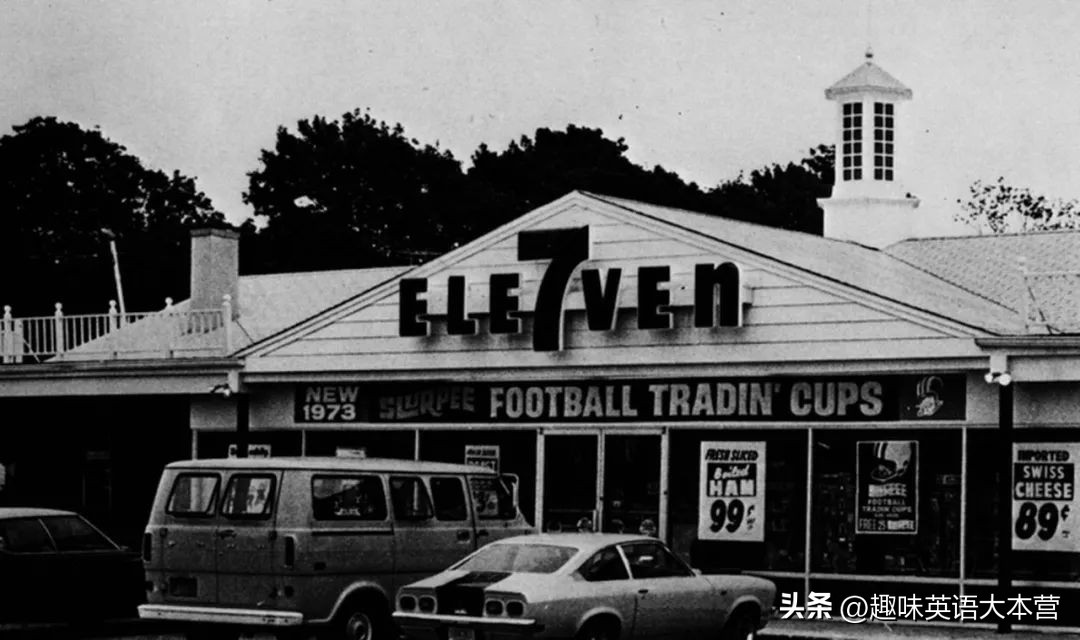 7
ELEVEN
NEW
1973
SLURPEE FOOTBALL TRADIN' CUPS
FRESH SLICED
Boiled
HAM
99¢
FOOTBALL
TRADIN' CUPS
IMPORTED
SWISS
CHEESE
89¢
头条 @趣味英语大本营